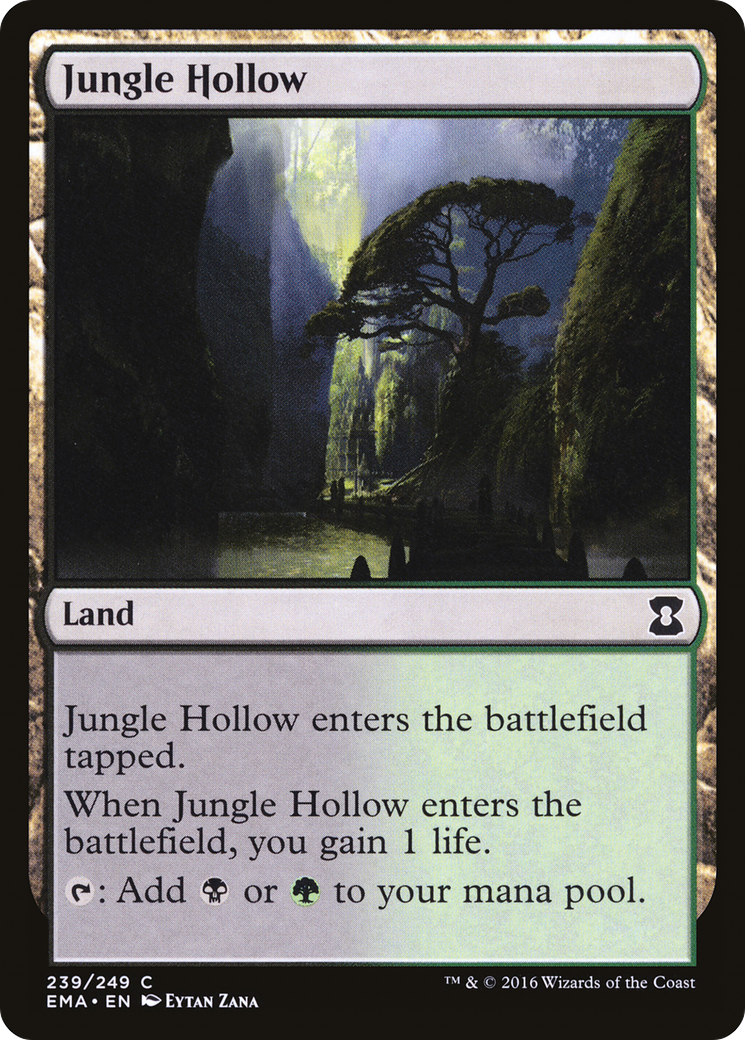 Jungle Hollow
Land
Jungle Hollow enters the battlefield
tapped.
When Jungle Hollow enters the
battlefield, you gain 1 life.
: Add or to your mana pool.
239/249 C
EMA • EN Eytan Zana
™ & © 2016 Wizards of the Coast